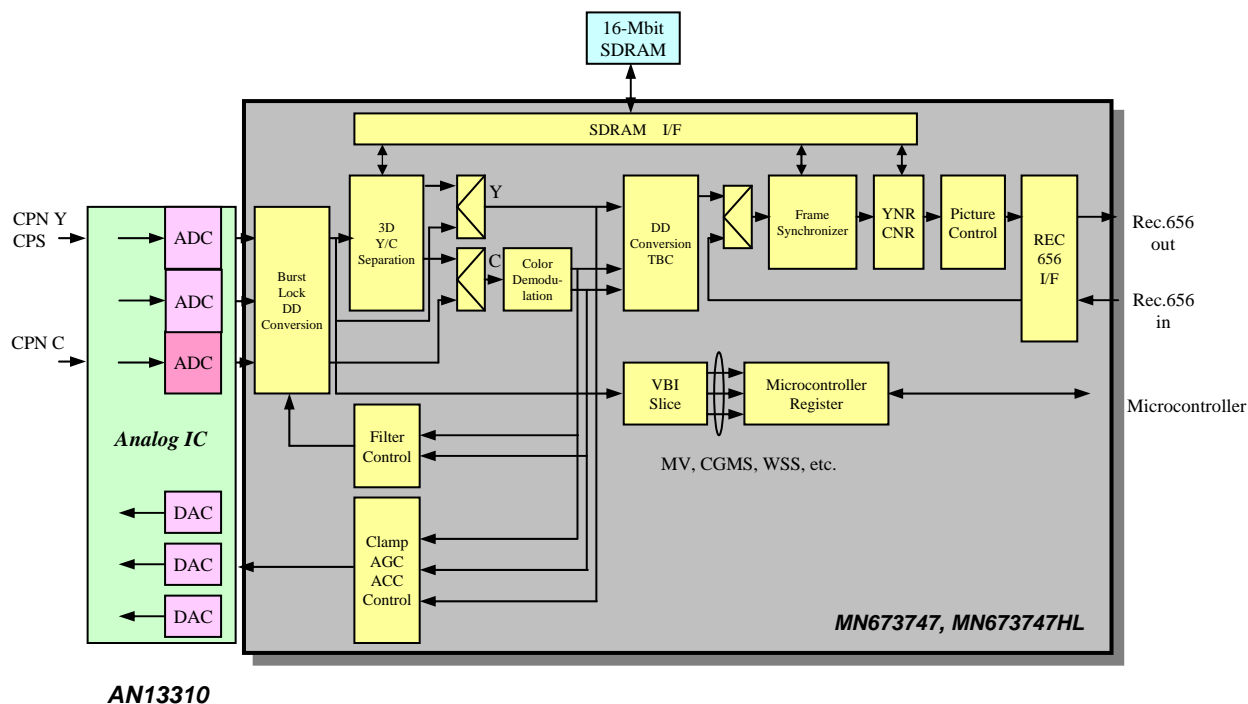 16-Mbit
SDRAM
SDRAM I/F
CPN Y
CPS
CPN C
ADC
ADC
ADC
Analog IC
DAC
DAC
DAC
Burst
Lock
DD
Conversion
3D
Y/C
Separation
Y
C
Color
Demodu-
lation
DD
Conversion
TBC
Frame
Synchronizer
YNR
CNR
Picture
Control
REC
656
I/F
Rec.656
out
Rec.656
in
VBI
Slice
Microcontroller
Register
Microcontroller
MV, CGMS, WSS, etc.
Filter
Control
Clamp
AGC
ACC
Control
MN673747, MN673747HL
AN13310